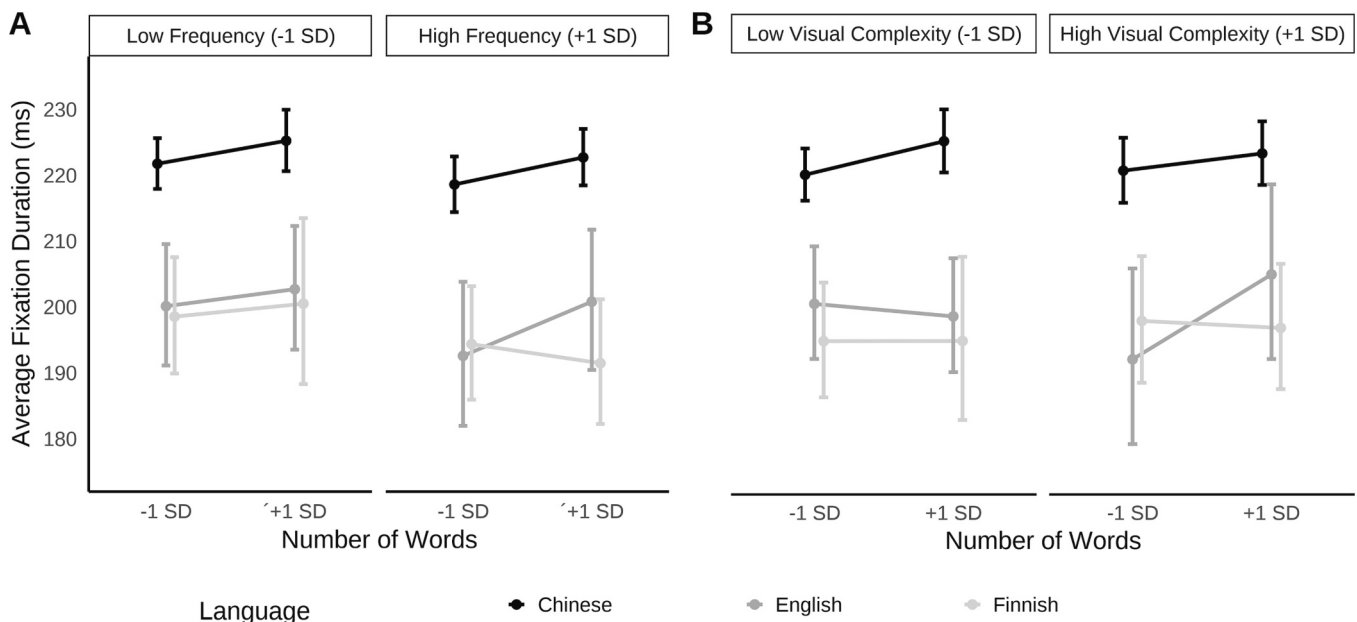 A
Low Frequency (-1 SD)
High Frequency (+1 SD)
B
Low Visual Complexity (-1 SD)
High Visual Complexity (+1 SD)
Average Fixation Duration (ms)
230
220
210
200
190
180
-1 SD
´+1 SD
-1 SD
´+1 SD
-1 SD
+1 SD
-1 SD
+1 SD
Number of Words
Number of Words
Language
Chinese
English
Finnish